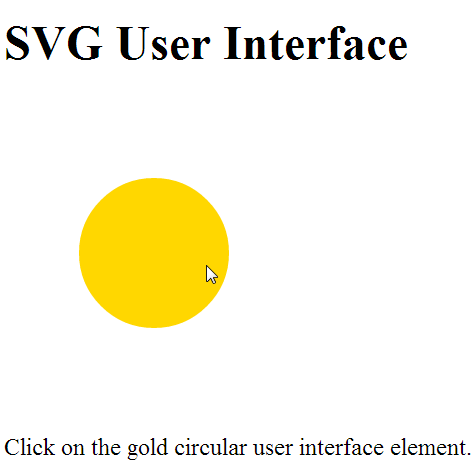 SVG User Interface
Click on the gold circular user interface element.